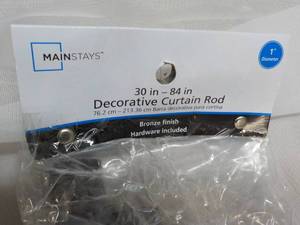 MAINSTAYS™
1"
Diameter
30 in – 84 in
Decorative Curtain Rod
76.2 cm – 213.36 cm Barra decorativa para cortina
Bronze finish
Hardware included